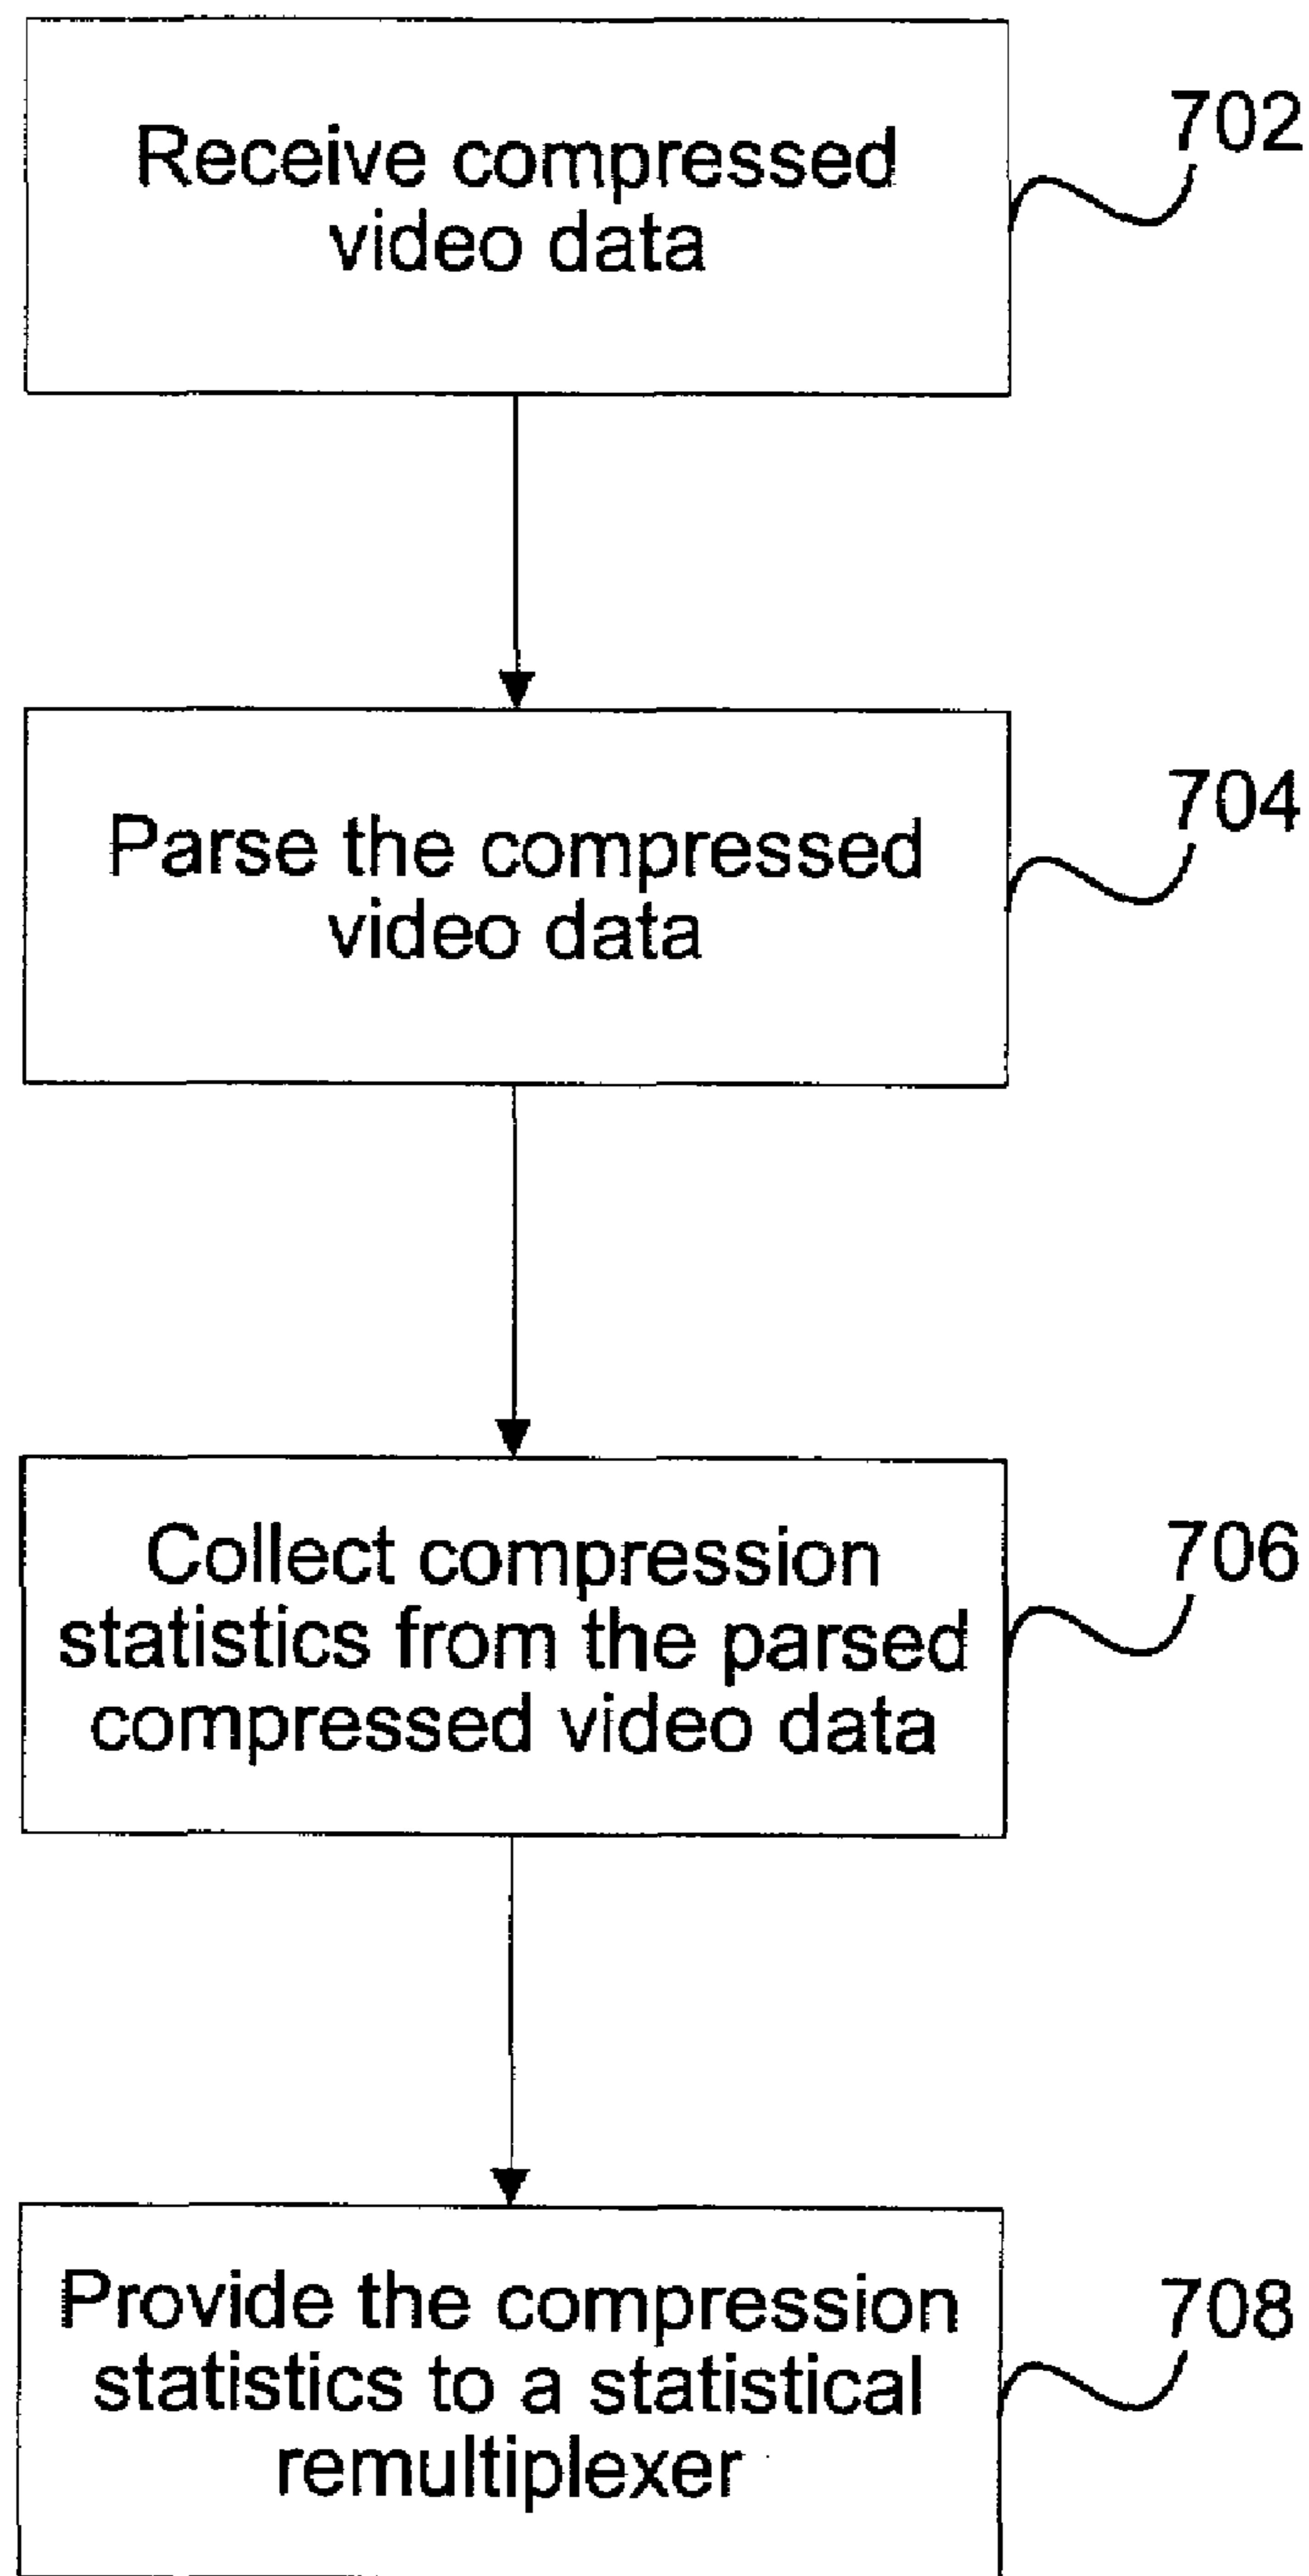 Receive compressed
video data
702
Parse the compressed
video data
704
Collect compression
statistics from the parsed
compressed video data
706
Provide the compression
statistics to a statistical
remultiplexer
708